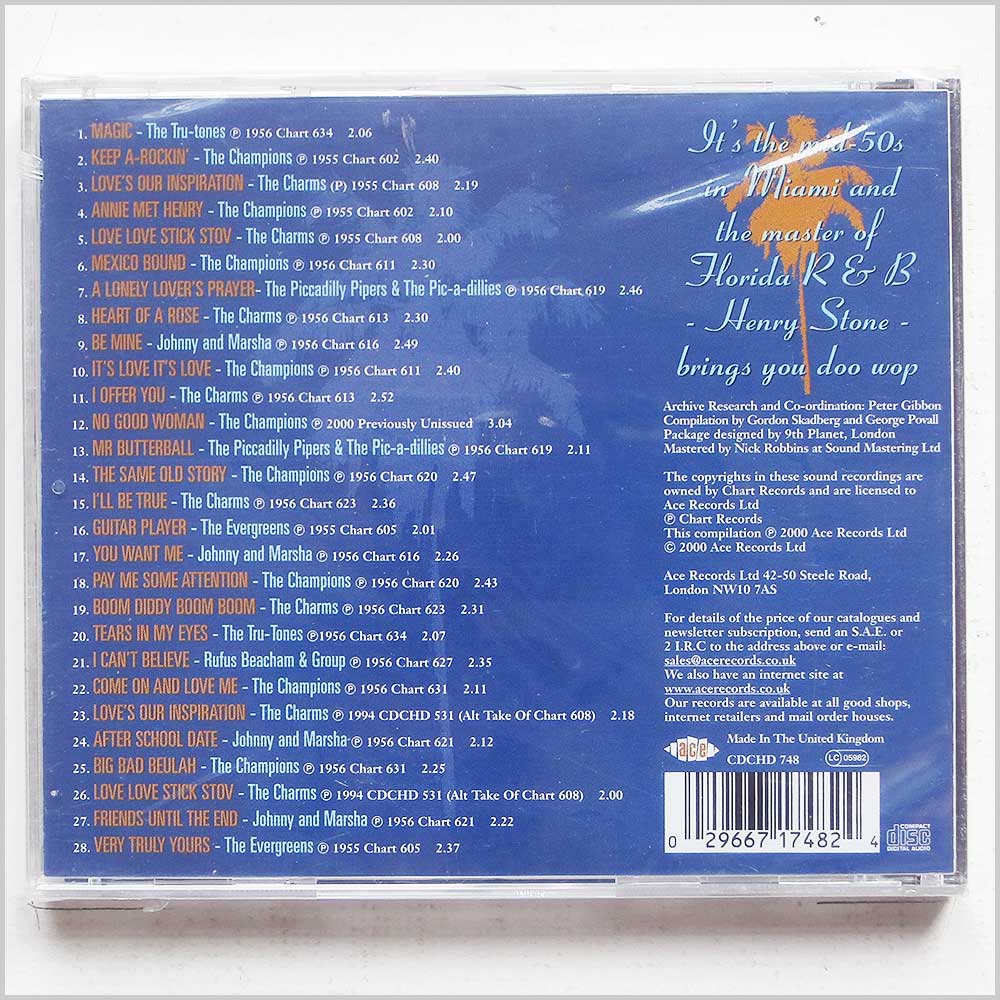 1. MAGIC - The Tru-tones ℗ 1956 Chart 634 2.06
2. KEEP A-ROCKIN' - The Champions ℗ 1955 Chart 602 2.40
3. LOVE'S OUR INSPIRATION - The Charms (P) 1955 Chart 608 2.19
4. ANNIE MET HENRY - The Champions ℗ 1955 Chart 602 2.10
5. LOVE LOVE STICK STOV - The Charms ℗ 1955 Chart 608 2.00
6. MEXICO BOUND - The Champions ℗ 1956 Chart 611 2.30
7. A LONELY LOVER'S PRAYER- The Piccadilly Pipers & The Pic-a-dillies ℗ 1956 Chart 619 2.46
8. HEART OF A ROSE - The Charms ℗ 1956 Chart 613 2.30
9. BE MINE - Johnny and Marsha ℗ 1956 Chart 616 2.49
10. IT'S LOVE IT'S LOVE - The Champions ℗ 1956 Chart 611 2.40
11. I OFFER YOU - The Charms ℗ 1956 Chart 613 2.52
12. NO GOOD WOMAN - The Champions ℗ 2000 Previously Unissued 3.04
13. MR BUTTERBALL - The Piccadilly Pipers & The Pic-a-dillies ℗ 1956 Chart 619 2.11
14. THE SAME OLD STORY - The Champions ℗ 1956 Chart 620 2.47
15. I'LL BE TRUE - The Charms ℗ 1956 Chart 623 2.36
16. GUITAR PLAYER - The Evergreens ℗ 1955 Chart 605 2.01
17. YOU WANT ME - Johnny and Marsha ℗ 1956 Chart 616 2.26
18. PAY ME SOME ATTENTION - The Champions ℗ 1956 Chart 620 2.43
19. BOOM DIDDY BOOM BOOM - The Charms ℗ 1956 Chart 623 2.31
20. TEARS IN MY EYES - The Tru-Tones ℗1956 Chart 634 2.07
21. I CAN'T BELIEVE - Rufus Beacham & Group ℗ 1956 Chart 627 2.35
22. COME ON AND LOVE ME - The Champions ℗ 1956 Chart 631 2.11
23. LOVE'S OUR INSPIRATION - The Charms ℗ 1994 CDCHD 531 (Alt Take Of Chart 608) 2.18
24. AFTER SCHOOL DATE - Johnny and Marsha ℗ 1956 Chart 621 2.12
25. BIG BAD BEULAH - The Champions ℗ 1956 Chart 631 2.25
26. LOVE LOVE STICK STOV - The Charms ℗ 1994 CDCHD 531 (Alt Take Of Chart 608) 2.00
27. FRIENDS UNTIL THE END - Johnny and Marsha ℗ 1956 Chart 621 2.22
28. VERY TRULY YOURS - The Evergreens ℗ 1955 Chart 605 2.37
It's the mid-50s
in Miami and
the master of
Florida R & B
- Henry Stone -
brings you doo wop
Archive Research and Co-ordination: Peter Gibbon
Compilation by Gordon Skadberg and George Povall
Package designed by 9th Planet, London
Mastered by Nick Robbins at Sound Mastering Ltd
The copyrights in these sound recordings are
owned by Chart Records and are licensed to
Ace Records Ltd
℗ Chart Records
This compilation ℗ 2000 Ace Records Ltd
© 2000 Ace Records Ltd
Ace Records Ltd 42-50 Steele Road,
London NW10 7AS
For details of the price of our catalogues and
newsletter subscription, send an S.A.E. or
2 I.R.C to the address above or e-mail:
sales@acerecords.co.uk
We also have an internet site at
www.acerecords.co.uk
Our records are available at all good shops,
internet retailers and mail order houses.
ace
Made In The United Kingdom
CDCHD 748
LC 05982
0 29667 17482 4
COMPACT
disc
DIGITAL AUDIO